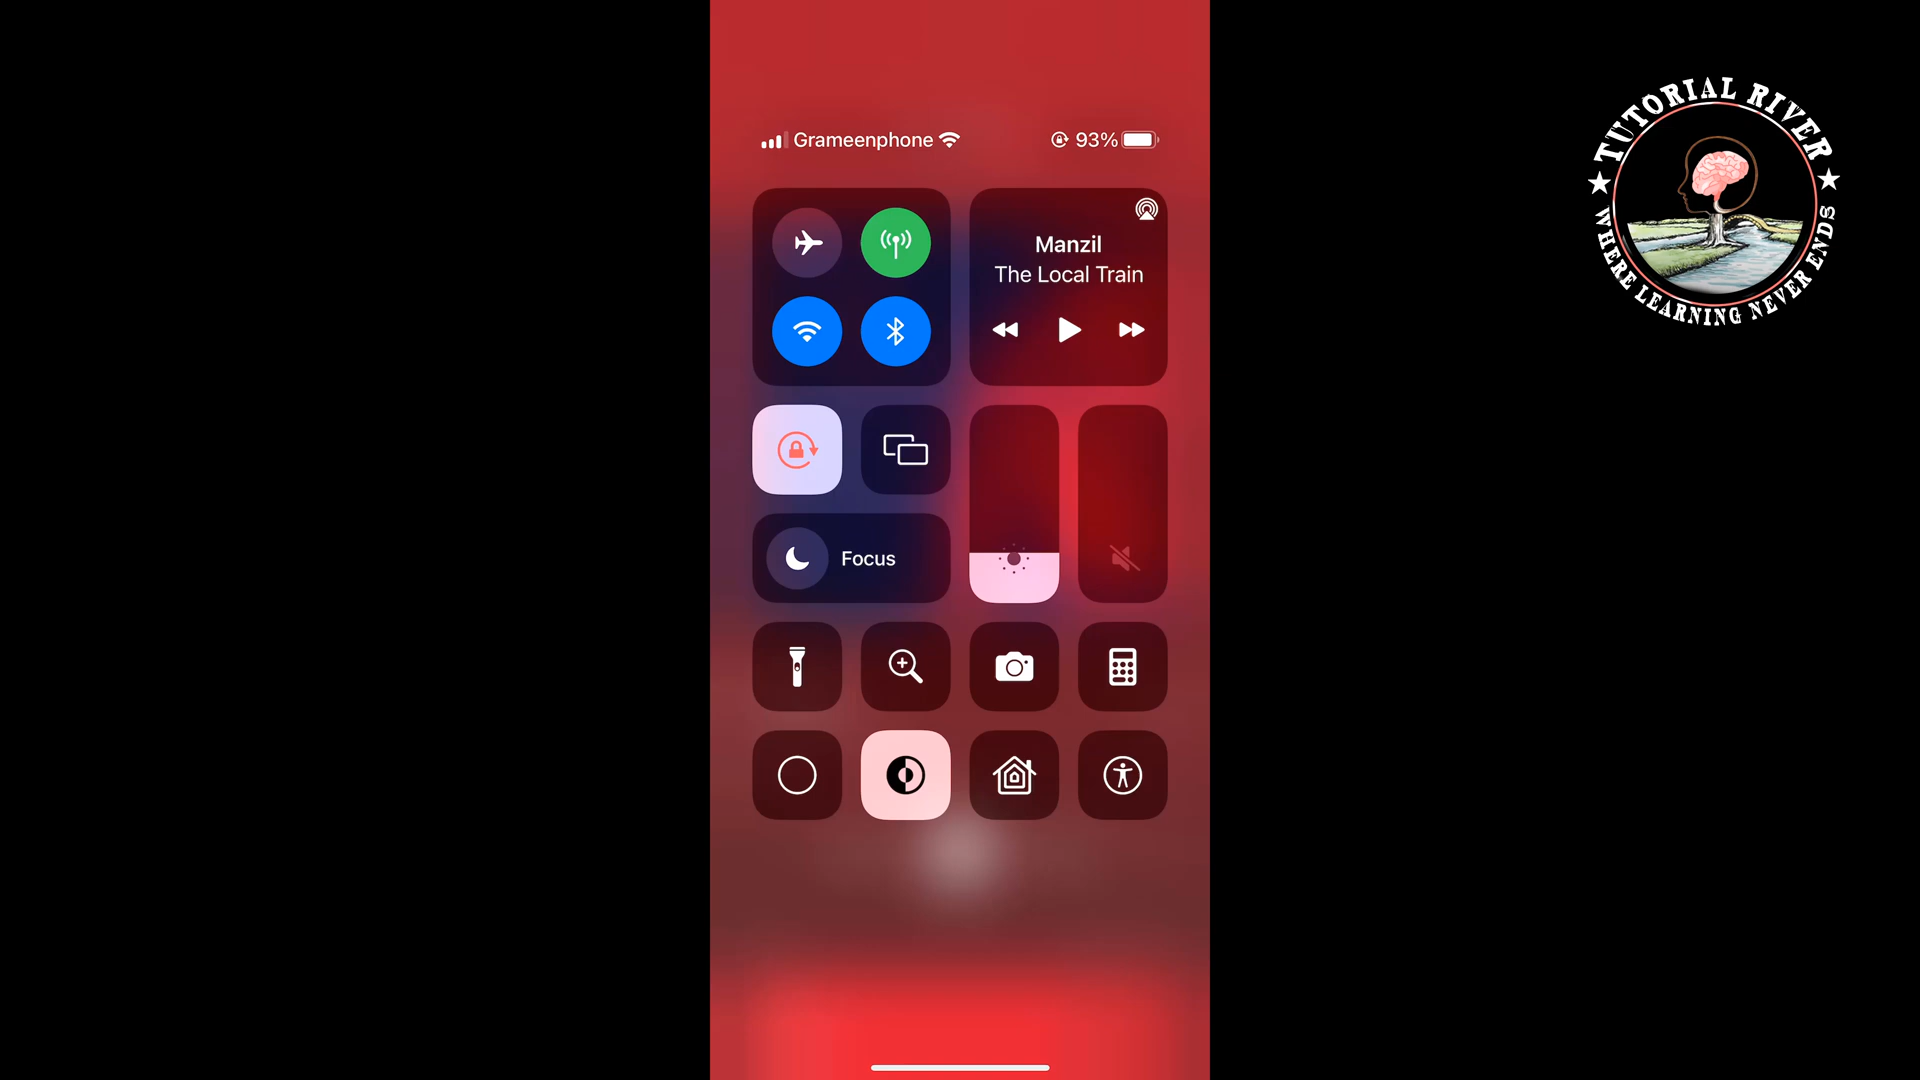 Grameenphone
93%
Manzil
The Local Train
Focus
TUTORIAL RIVER
WHERE LEARNING NEVER ENDS